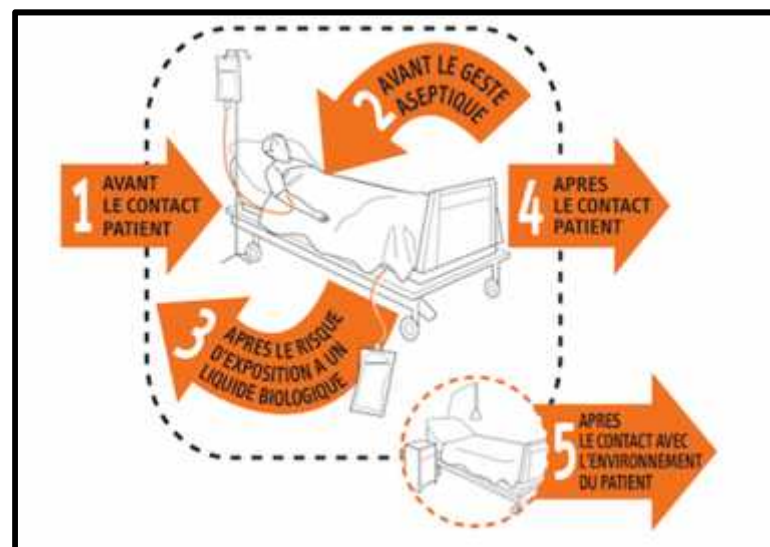 1 AVANT
LE CONTACT
PATIENT
2 AVANT LE GESTE
ASEPTIQUE
3 APRES LE RISQUE
D'EXPOSITION A UN
LIQUIDE BIOLOGIQUE
4 APRES
LE CONTACT
PATIENT
5 APRES
LE CONTACT AVEC
L'ENVIRONNEMENT
DU PATIENT